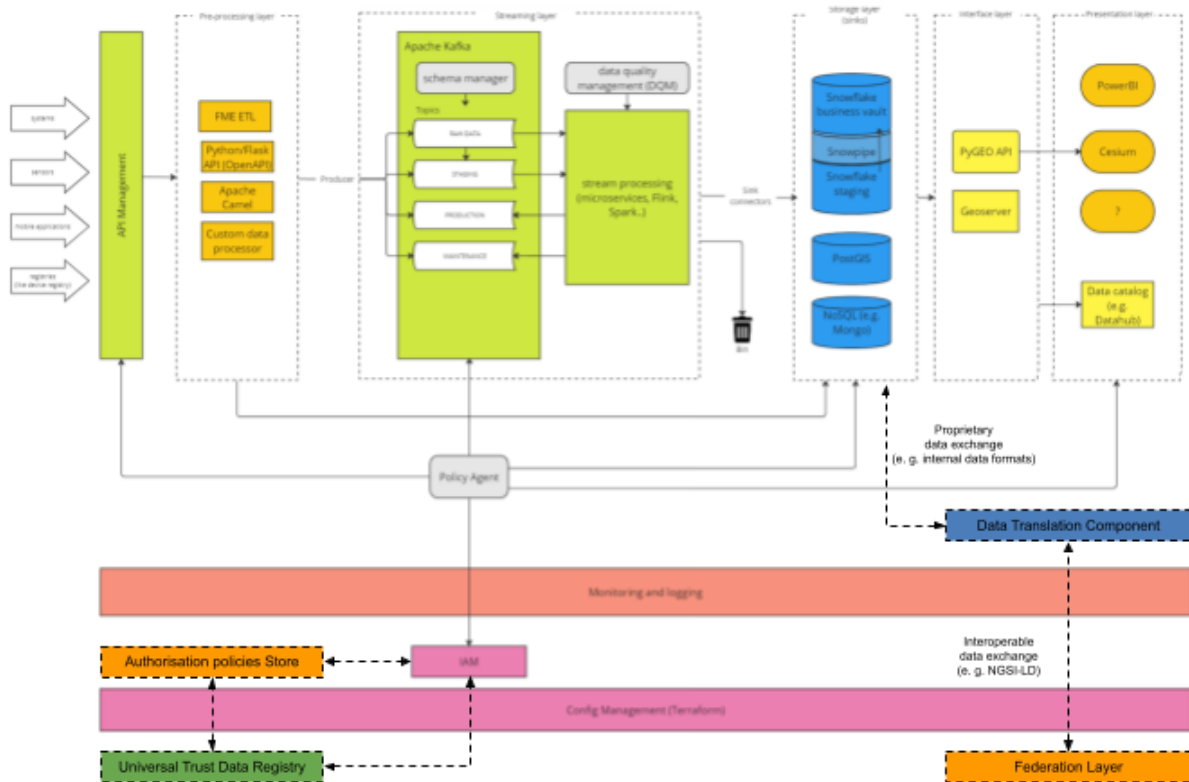 Pre-processing layer
Streaming layer
Storage layer
(sinks)
Interface layer
Presentation layer
systems
sensors
mobile applications
registries
(like device registry)
API Management
FME ETL
Python/Flask
API (OpenAPI)
Apache
Camel
Custom data
processor
Producer
Apache Kafka
schema manager
Topics
RAW DATA
STAGING
PRODUCTION
MAINTENANCE
data quality
management (DQM)
stream processing
(microservices, Flink,
Spark..)
Sink
connectors
Bin
Snowflake
business vault
Snowpipe
Snowflake
staging
PostGIS
NoSQL (e.g.
Mongo)
PyGEO API
Geoserver
PowerBI
Cesium
?
Data catalog
(e.g.
Datahub)
Proprietary
data exchange
(e. g. internal data formats)
Policy Agent
Data Translation Component
Monitoring and logging
Authorisation policies Store
IAM
Interoperable
data exchange
(e. g. NGSI-LD)
Config Management (Terraform)
Universal Trust Data Registry
Federation Layer